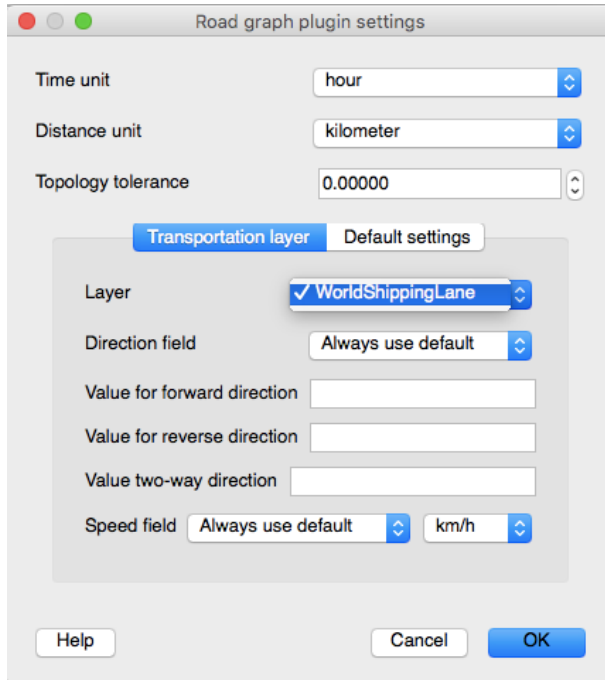 Road graph plugin settings
Time unit hour
Distance unit kilometer
Topology tolerance 0.00000
Transportation layer Default settings
Layer ✓ WorldShippingLane
Direction field Always use default
Value for forward direction
Value for reverse direction
Value two-way direction
Speed field Always use default km/h
Help Cancel OK